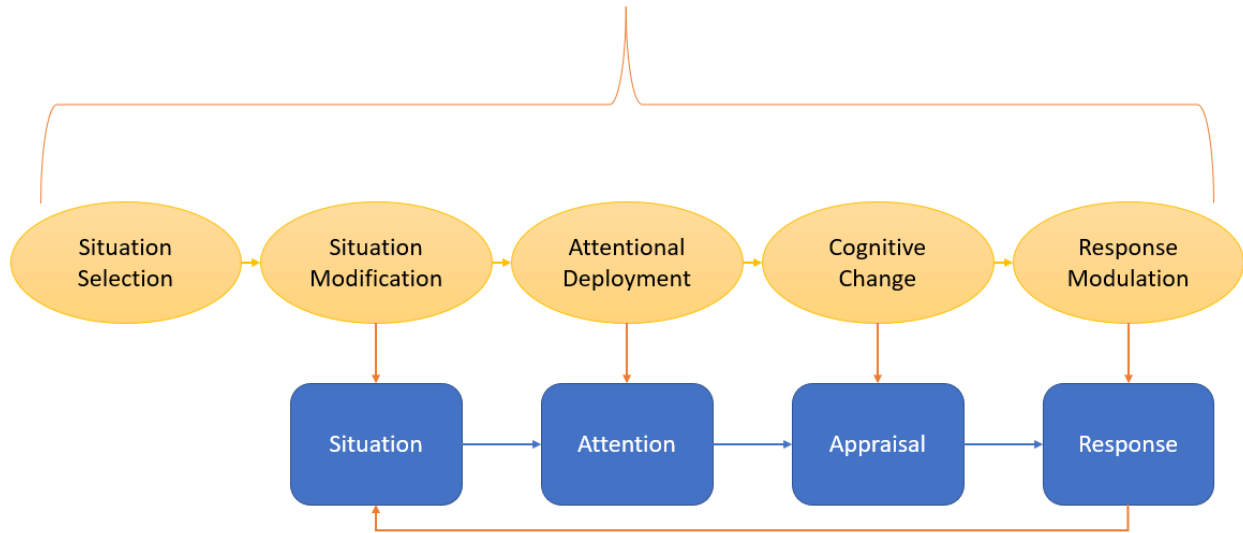 Situation
Selection
Situation
Modification
Attentional
Deployment
Cognitive
Change
Response
Modulation
Situation
Attention
Appraisal
Response